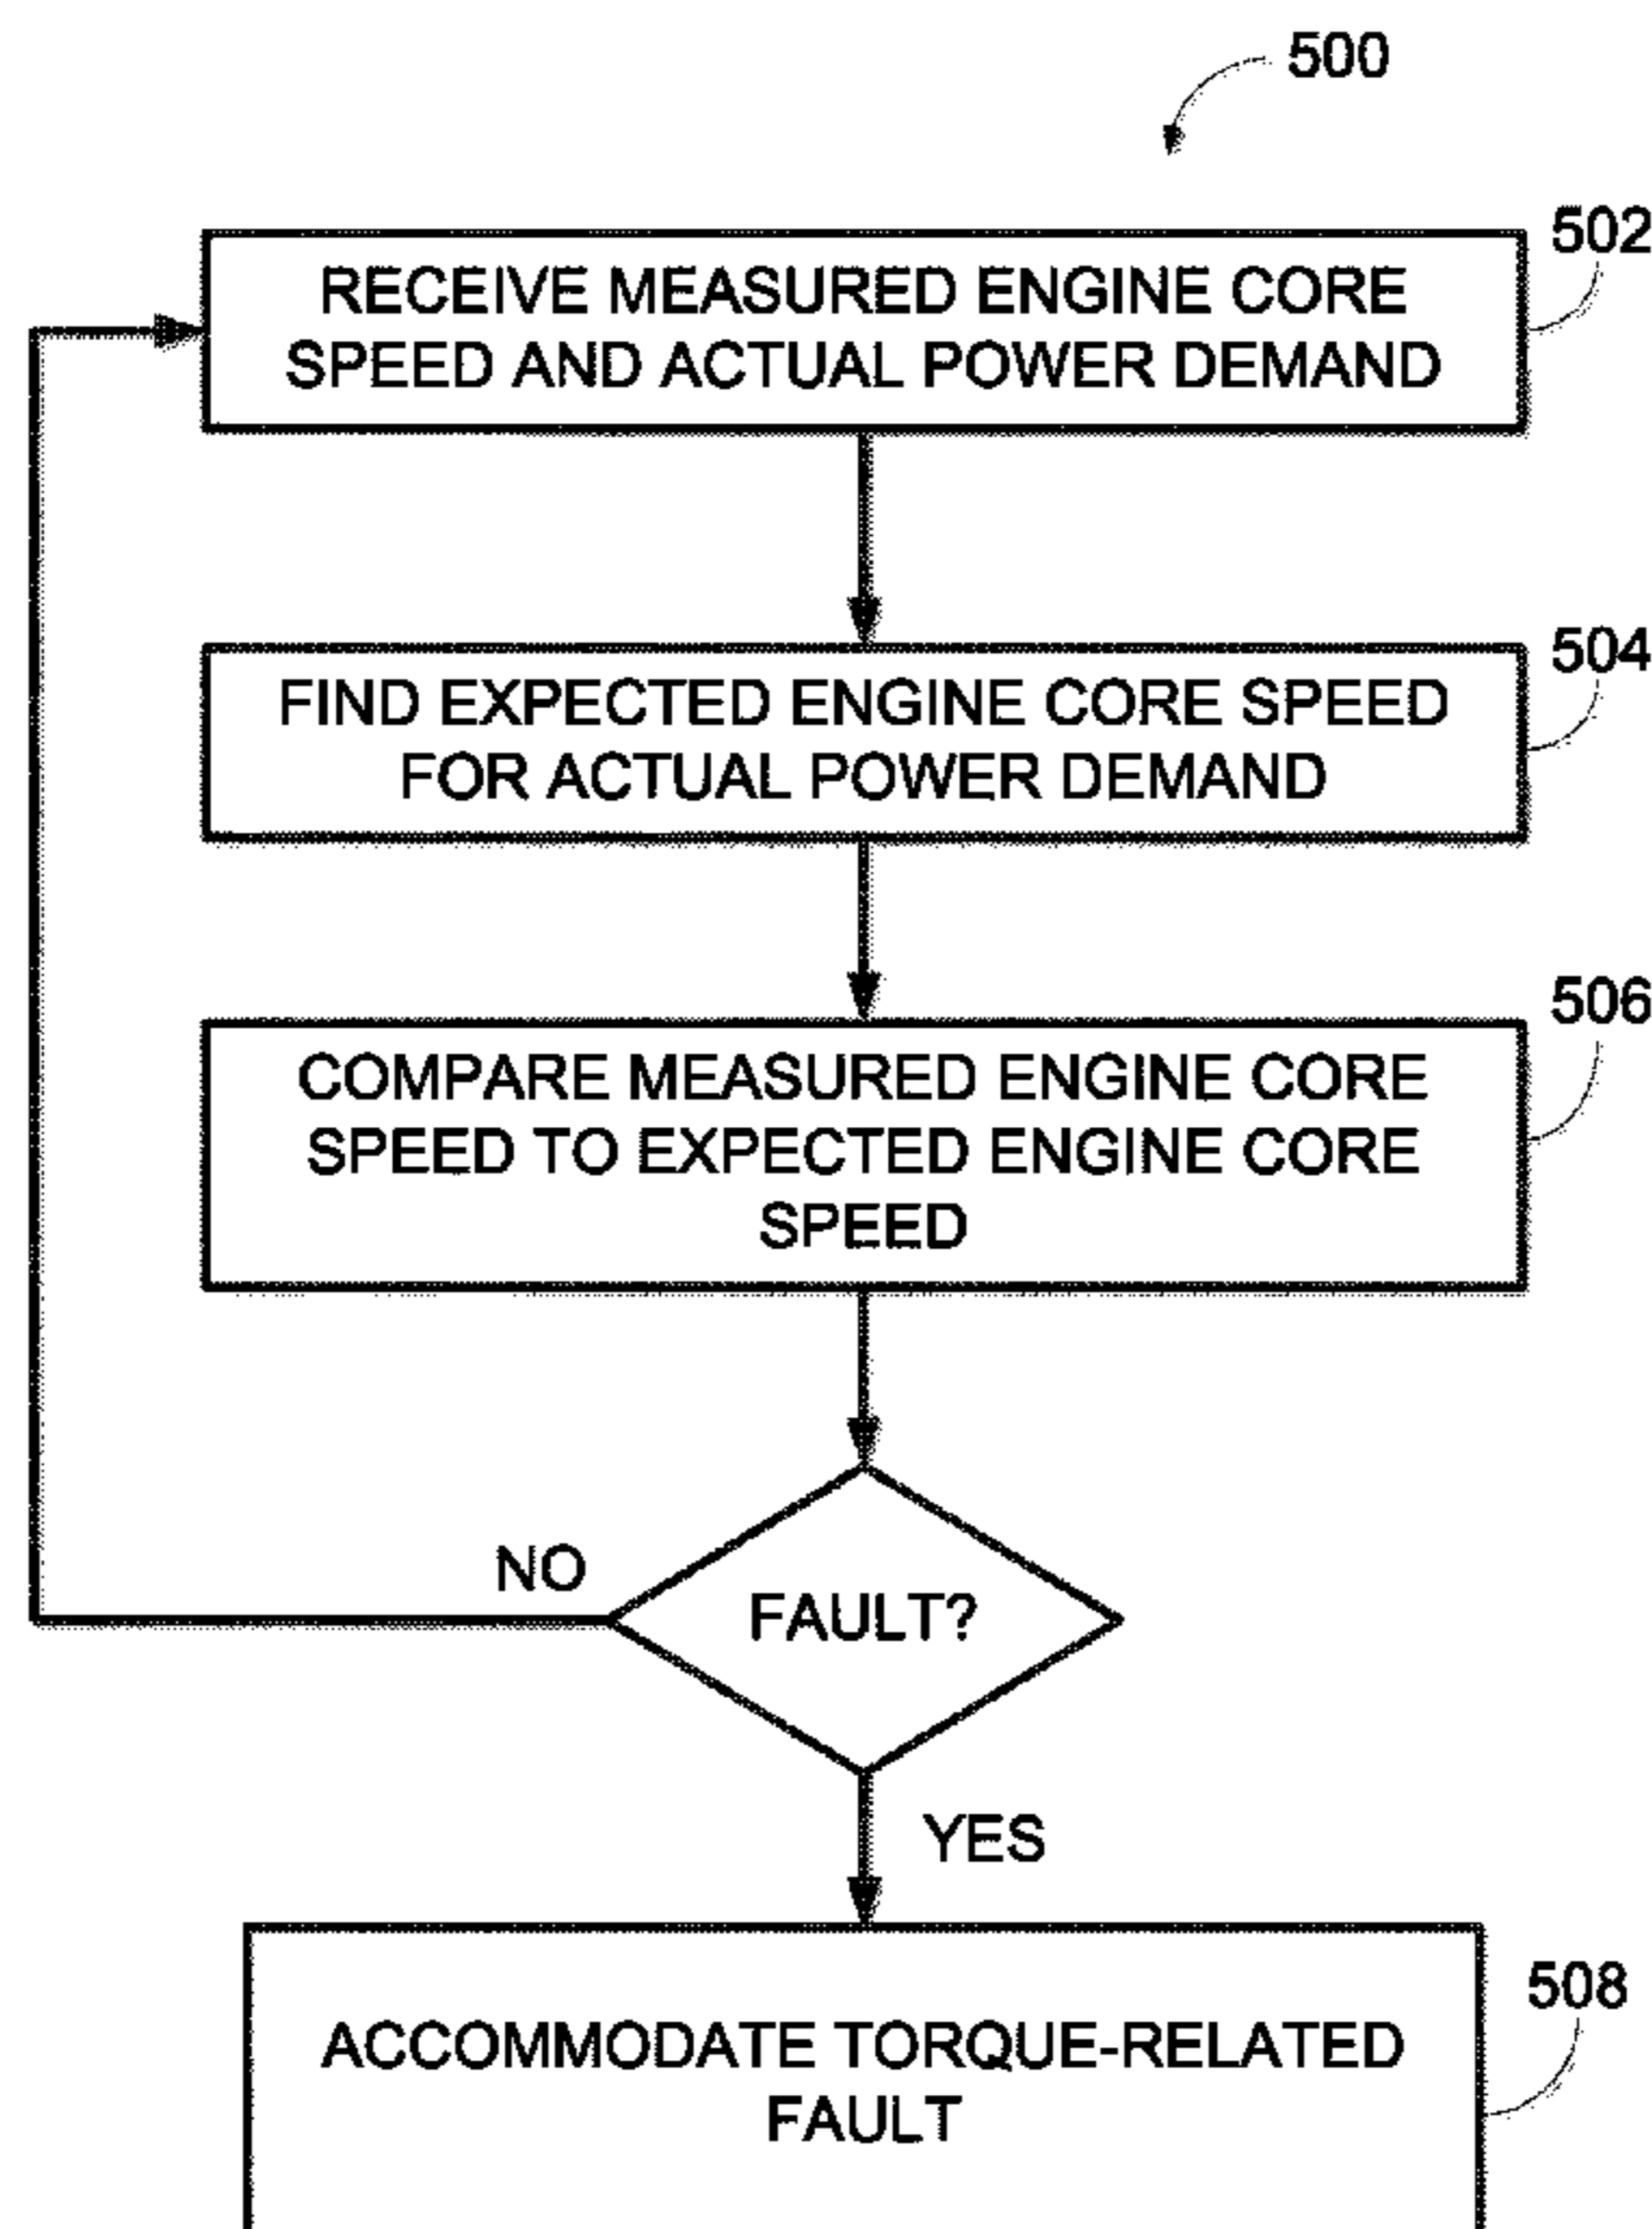 500
502
RECEIVE MEASURED ENGINE CORE
SPEED AND ACTUAL POWER DEMAND
504
FIND EXPECTED ENGINE CORE SPEED
FOR ACTUAL POWER DEMAND
506
COMPARE MEASURED ENGINE CORE
SPEED TO EXPECTED ENGINE CORE
SPEED
NO
FAULT?
YES
508
ACCOMMODATE TORQUE-RELATED
FAULT